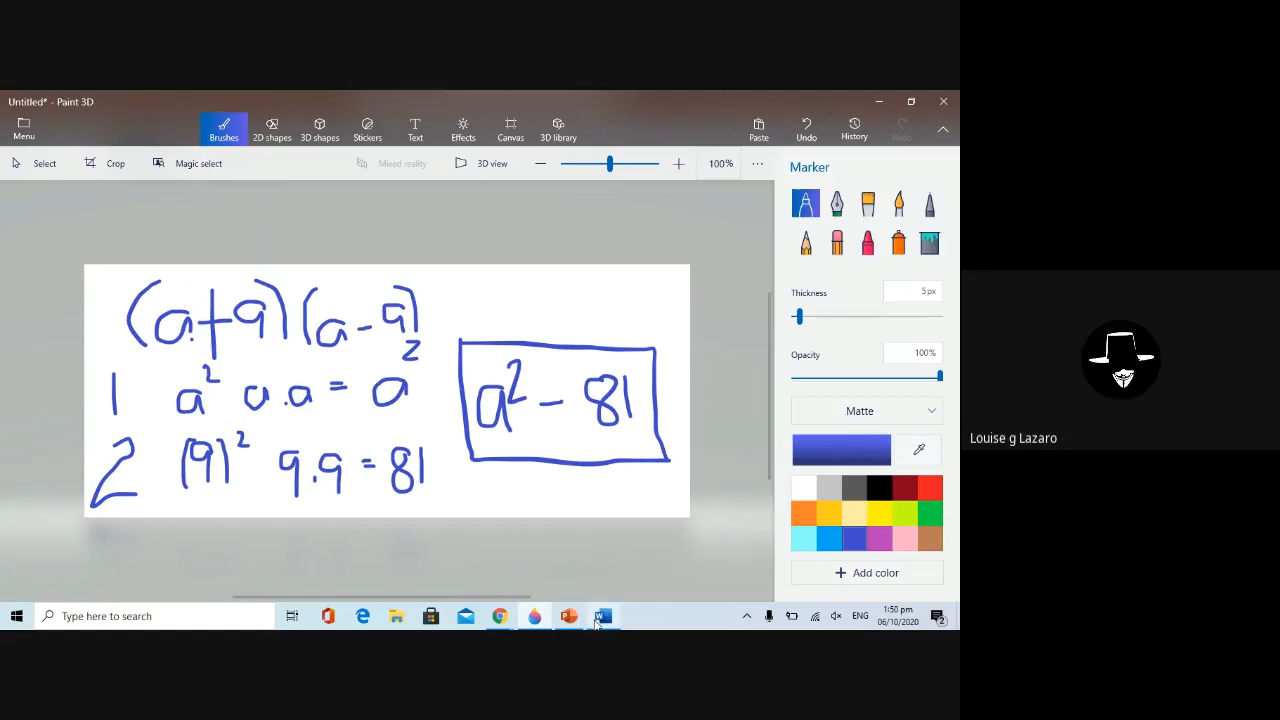 Untitled* - Paint 3D
Menu
Brushes
2D shapes
3D shapes
Stickers
Text
Effects
Canvas
3D library
Paste
Undo
History
Redo
Select
Crop
Magic select
Mixed reality
3D view
100%
Marker
Thickness
5px
Opacity
100%
Matte
Add color
(a+9)(a-9)
1 a² a.a = a²
2 (9)² 9.9 = 81
a² - 81
Louise g Lazaro
Type here to search
ENG
1:50 pm
06/10/2020
2